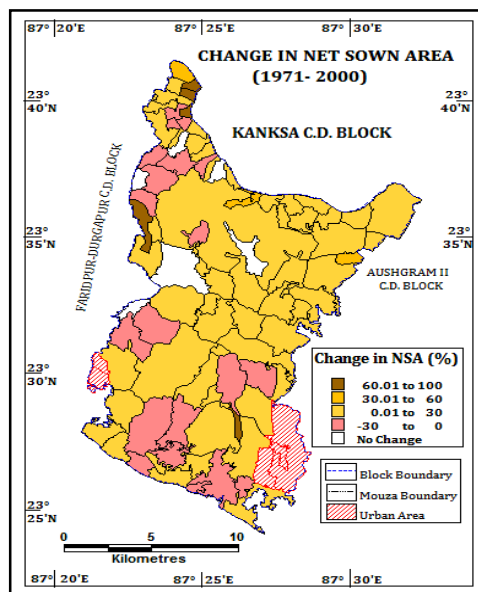 87° 20'E 87° 25'E 87° 30'E
CHANGE IN NET SOWN AREA
(1971- 2000)
23°
40'N
23°
40'N
KANKSA C.D. BLOCK
FARIDPUR-DURGAPUR C.D. BLOCK
23°
35'N
23°
35'N
AUSHGRAM II
C.D. BLOCK
23°
30'N
23°
30'N
Change in NSA (%)
60.01 to 100
30.01 to 60
0.01 to 30
-30 to 0
No Change
Block Boundary
Mouza Boundary
Urban Area
23°
25'N
23°
25'N
0 5 10
Kilometres
87° 20'E 87° 25'E 87° 30'E